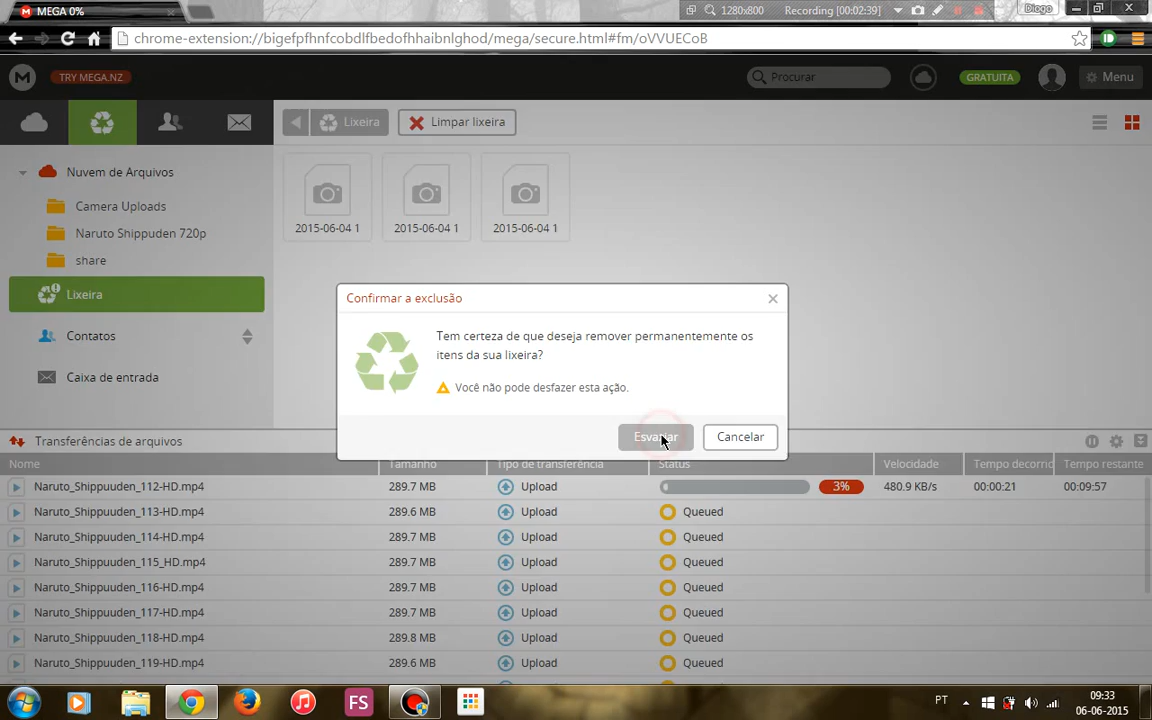 MEGA 0%
1280x800
Recording [00:02:39]
Diogo
chrome-extension://bigefpfhnfcobdlfbedofhhaibnlghod/mega/secure.html#fm/oVVUECoB
M
TRY MEGA.NZ
Procurar
GRATUITA
Menu
Lixeira
Limpar lixeira
Nuvem de Arquivos
Camera Uploads
Naruto Shippuden 720p
share
Lixeira
Contatos
Caixa de entrada
2015-06-04 1
2015-06-04 1
2015-06-04 1
Confirmar a exclusão
Tem certeza de que deseja remover permanentemente os
itens da sua lixeira?
Você não pode desfazer esta ação.
Esvaziar
Cancelar
Transferências de arquivos
Nome Tamanho Tipo de transferência Status Velocidade Tempo decorrid Tempo restante
Naruto_Shippuuden_112-HD.mp4 289.7 MB Upload 3% 480.9 KB/s 00:00:21 00:09:57
Naruto_Shippuuden_113-HD.mp4 289.6 MB Upload Queued
Naruto_Shippuuden_114-HD.mp4 289.7 MB Upload Queued
Naruto_Shippuuden_115_HD.mp4 289.7 MB Upload Queued
Naruto_Shippuuden_116-HD.mp4 289.7 MB Upload Queued
Naruto_Shippuuden_117-HD.mp4 289.7 MB Upload Queued
Naruto_Shippuuden_118-HD.mp4 289.8 MB Upload Queued
Naruto_Shippuuden_119-HD.mp4 289.6 MB Upload Queued
FS
PT
09:33
06-06-2015